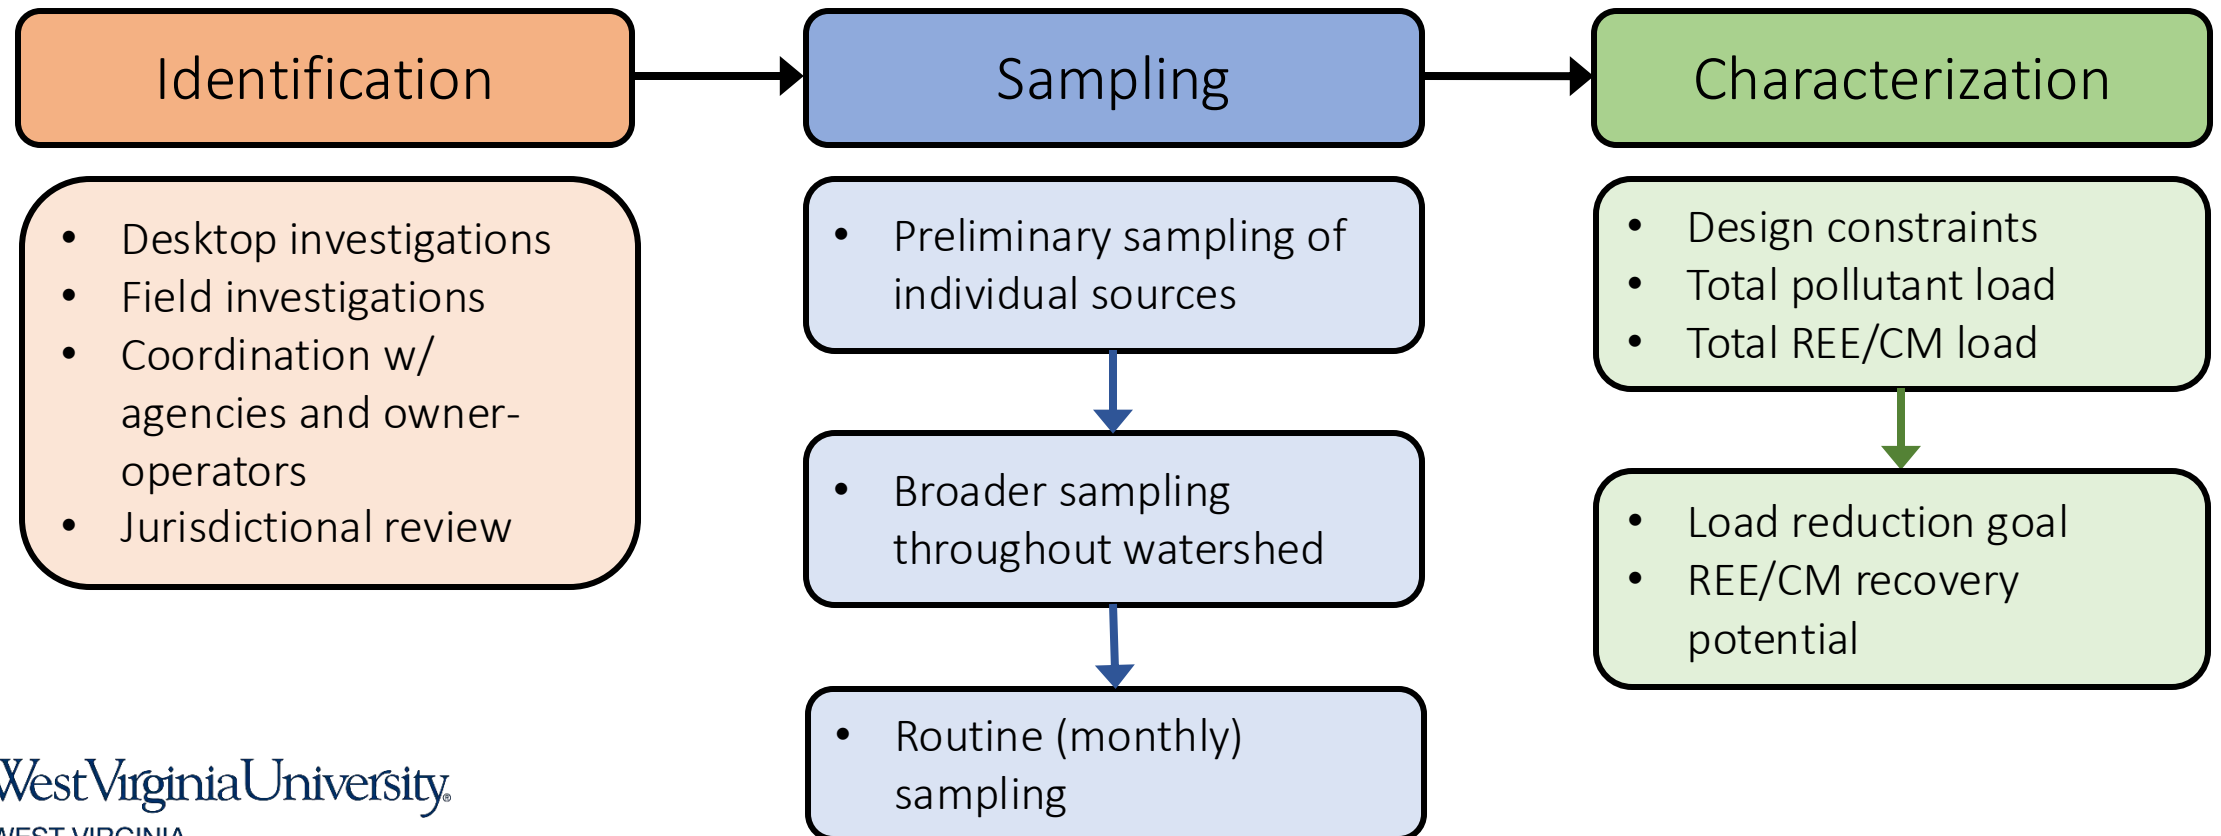 Identification
• Desktop investigations
• Field investigations
• Coordination w/
agencies and owner-
operators
• Jurisdictional review
Sampling
• Preliminary sampling of
individual sources
• Broader sampling
throughout watershed
• Routine (monthly)
sampling
Characterization
• Design constraints
• Total pollutant load
• Total REE/CM load
• Load reduction goal
• REE/CM recovery
potential
WestVirginiaUniversity®
WEST VIRGINIA